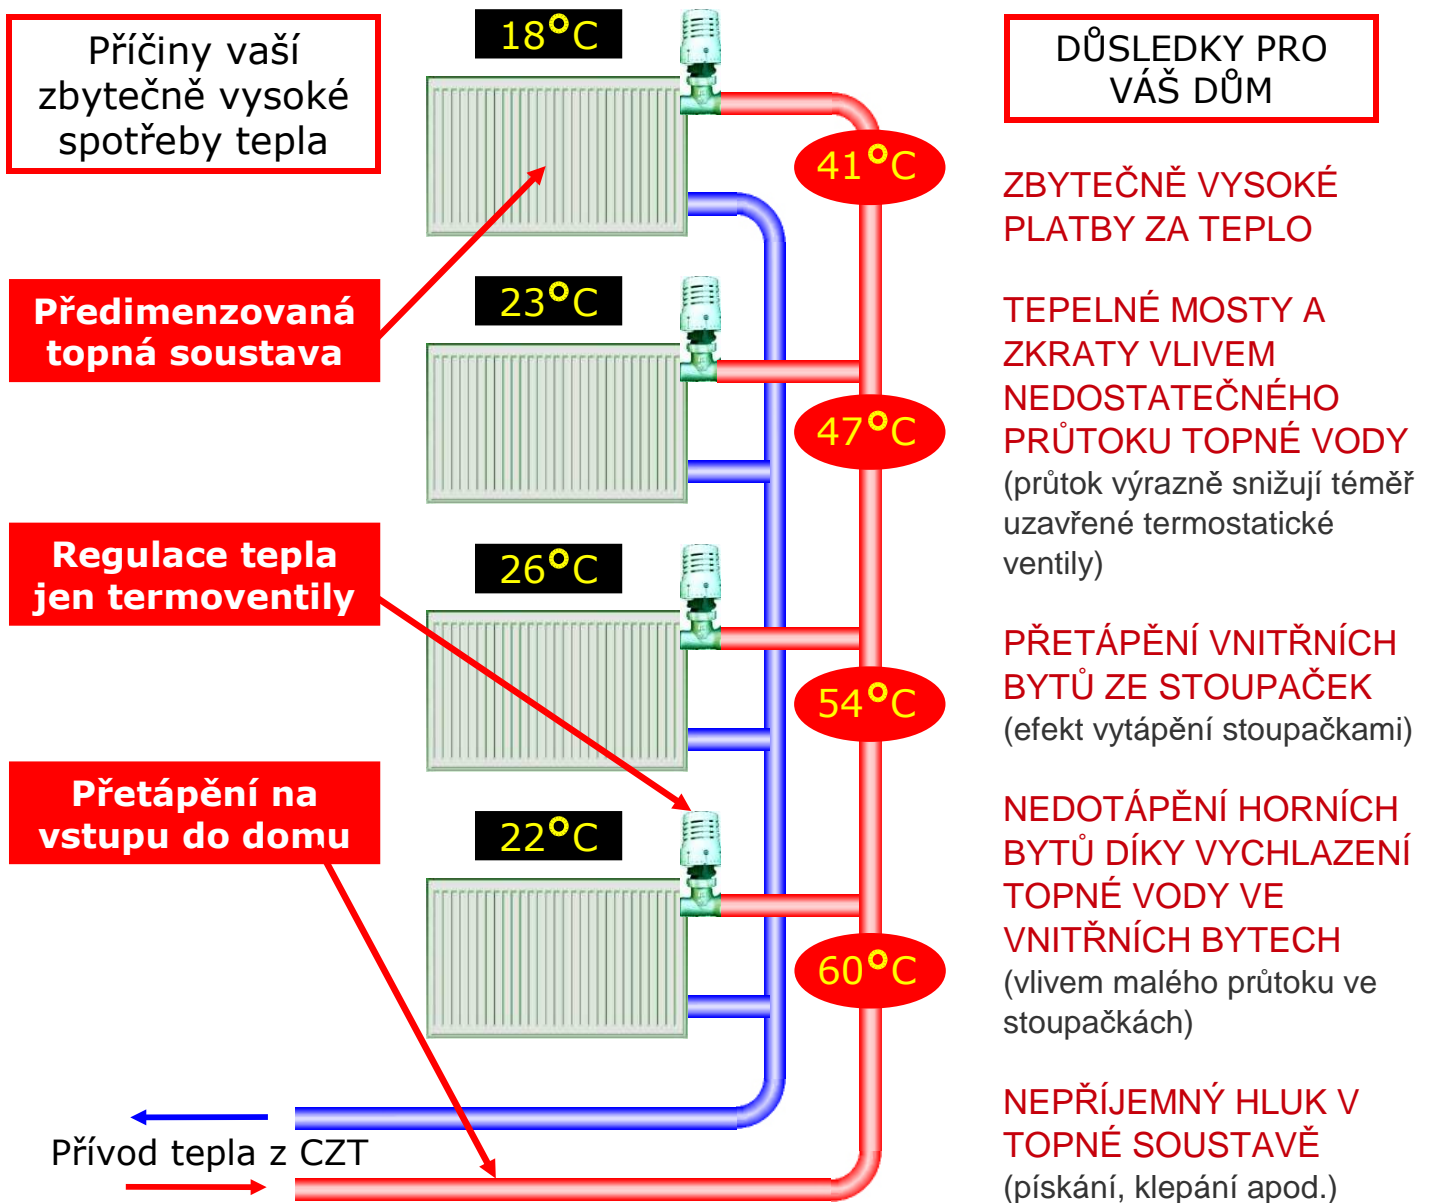 Příčiny vaší
zbytečně vysoké
spotřeby tepla
Předimenzovaná
topná soustava
Regulace tepla
jen termoventily
Přetápění na
vstupu do domu
Přívod tepla z CZT
18°C
23°C
26°C
22°C
41°C
47°C
54°C
60°C
DŮSLEDKY PRO
VÁŠ DŮM
ZBYTEČNĚ VYSOKÉ
PLATBY ZA TEPLO
TEPELNÉ MOSTY A
ZKRATY VLIVEM
NEDOSTATEČNÉHO
PRŮTOKU TOPNÉ VODY
(průtok výrazně snižují téměř
uzavřené termostatické
ventily)
PŘETÁPĚNÍ VNITŘNÍCH
BYTŮ ZE STOUPAČEK
(efekt vytápění stoupačkami)
NEDOTÁPĚNÍ HORNÍCH
BYTŮ DÍKY VYCHLAZENÍ
TOPNÉ VODY VE
VNITŘNÍCH BYTECH
(vlivem malého průtoku ve
stoupačkách)
NEPŘÍJEMNÝ HLUK V
TOPNÉ SOUSTAVĚ
(pískání, klepání apod.)